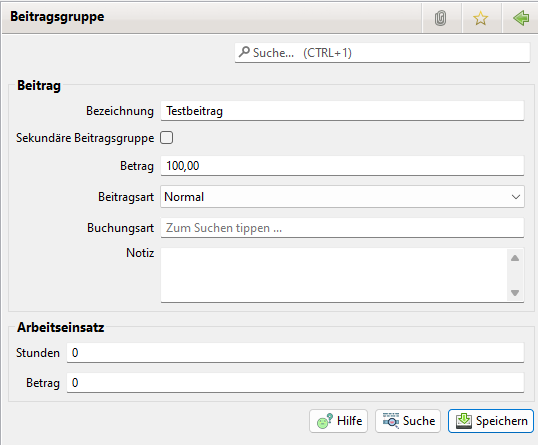 Beitragsgruppe
Suche... (CTRL+1)
Beitrag
Bezeichnung Testbeitrag
Sekundäre Beitragsgruppe
Betrag 100,00
Beitragsart Normal
Buchungsart Zum Suchen tippen ...
Notiz
Arbeitseinsatz
Stunden 0
Betrag 0
Hilfe Suche Speichern